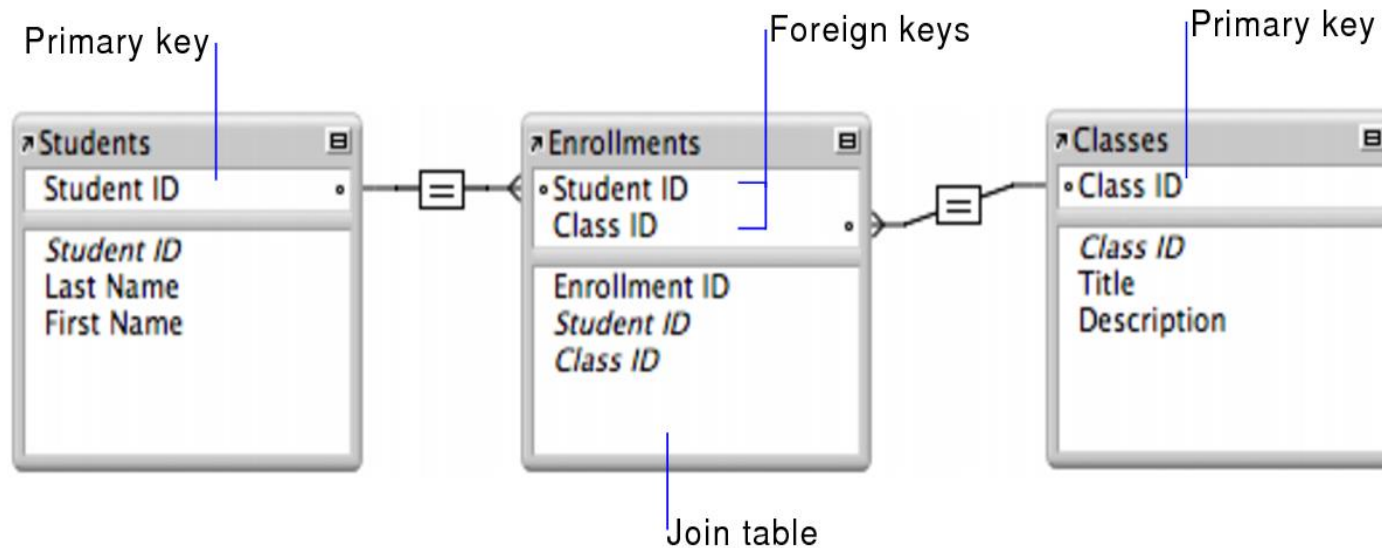 Primary key
Foreign keys
Primary key
Students
Student ID
Student ID
Last Name
First Name
=
Enrollments
Student ID
Class ID
Enrollment ID
Student ID
Class ID
=
Classes
Class ID
Class ID
Title
Description
Join table